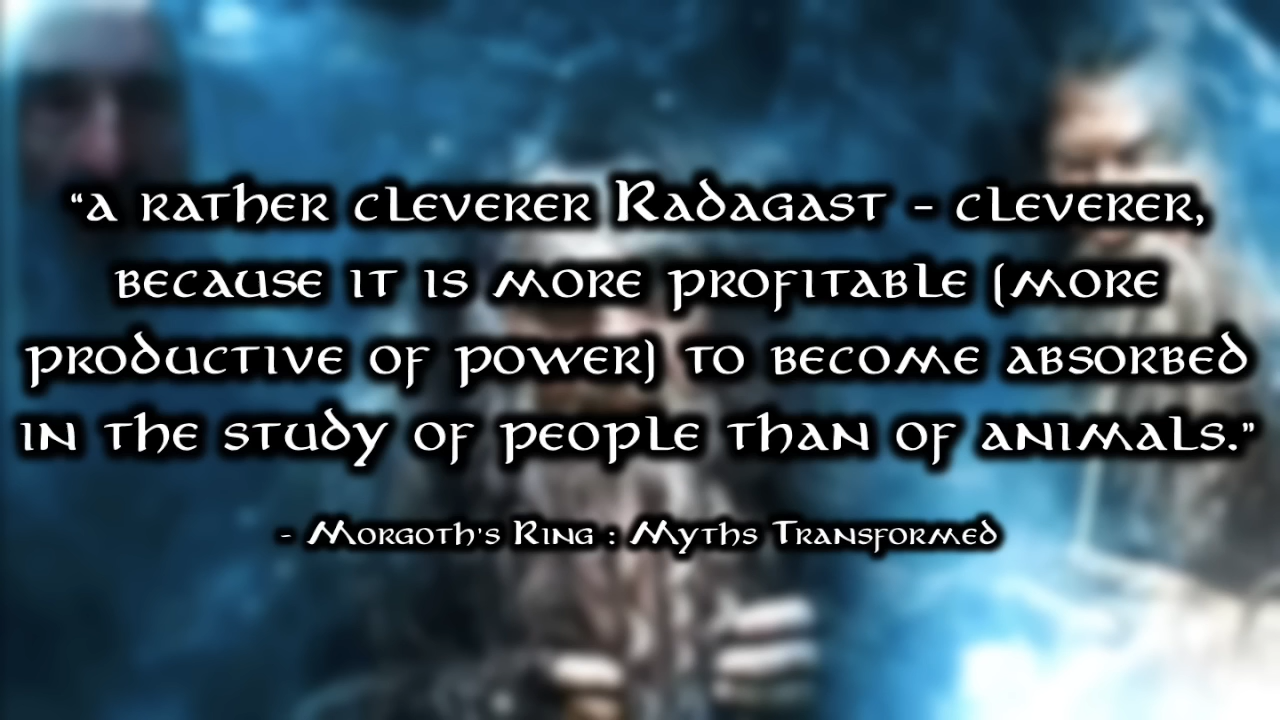 "a rather cleverer Radagast - cleverer,
because it is more profitable (more
productive of power) to become absorbed
in the study of people than of animals."
- Morgoth's Ring : Myths Transformed